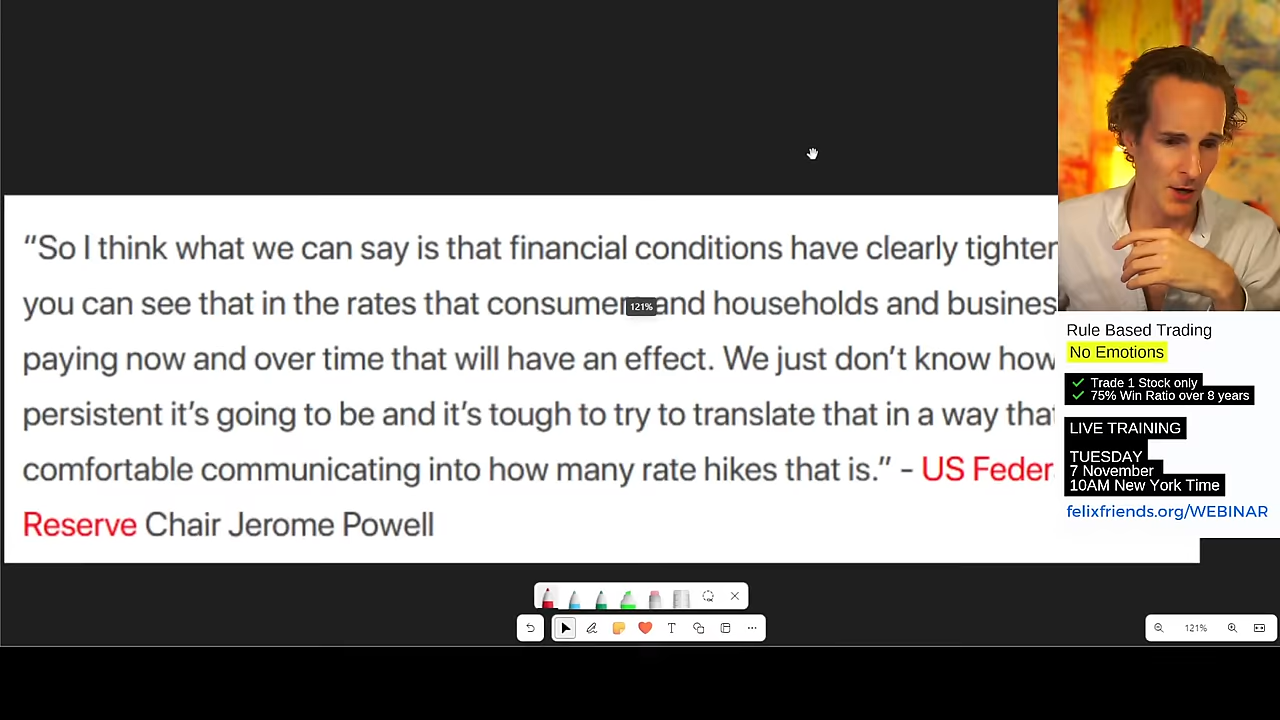 “So I think what we can say is that financial conditions have clearly
you can see that in the rates that consumer and households and
paying now and over time that will have an effect. We just don’t know how
persistent it’s going to be and it’s tough to try to translate that in a way
comfortable communicating into how many rate hikes that is.” - US
Reserve Chair Jerome Powell
121%
Rule Based Trading
No Emotions
Trade 1 Stock only
75% Win Ratio over 8 years
LIVE TRAINING
TUESDAY
7 November
10AM New York Time
felixfriends.org/WEBINAR
T
121%